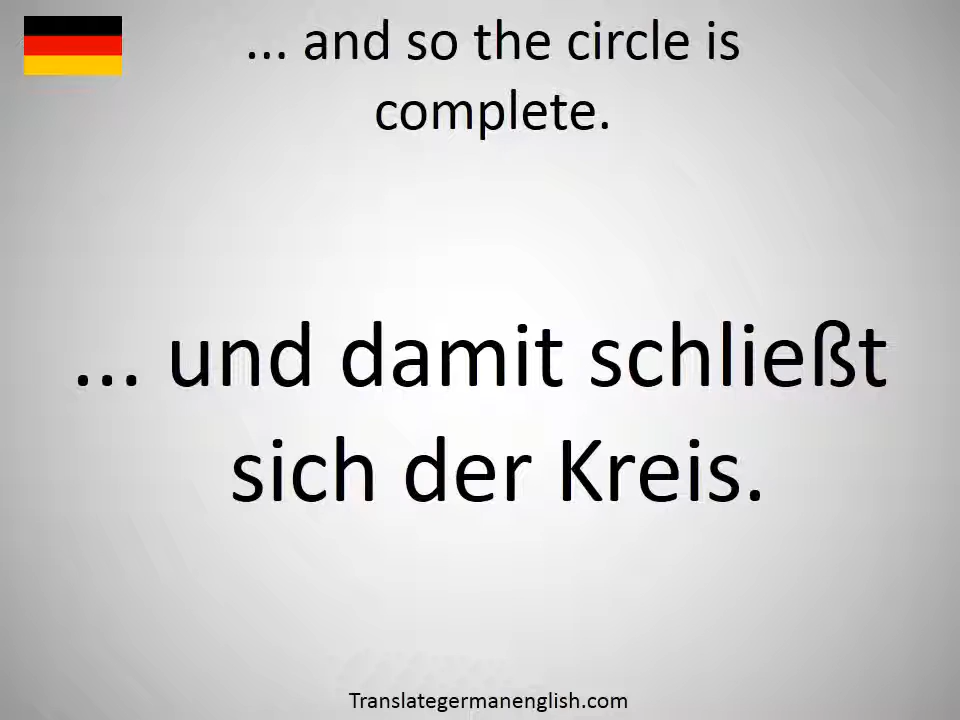 ... and so the circle is
complete.
... und damit schließt
sich der Kreis.
Translategermanenglish.com